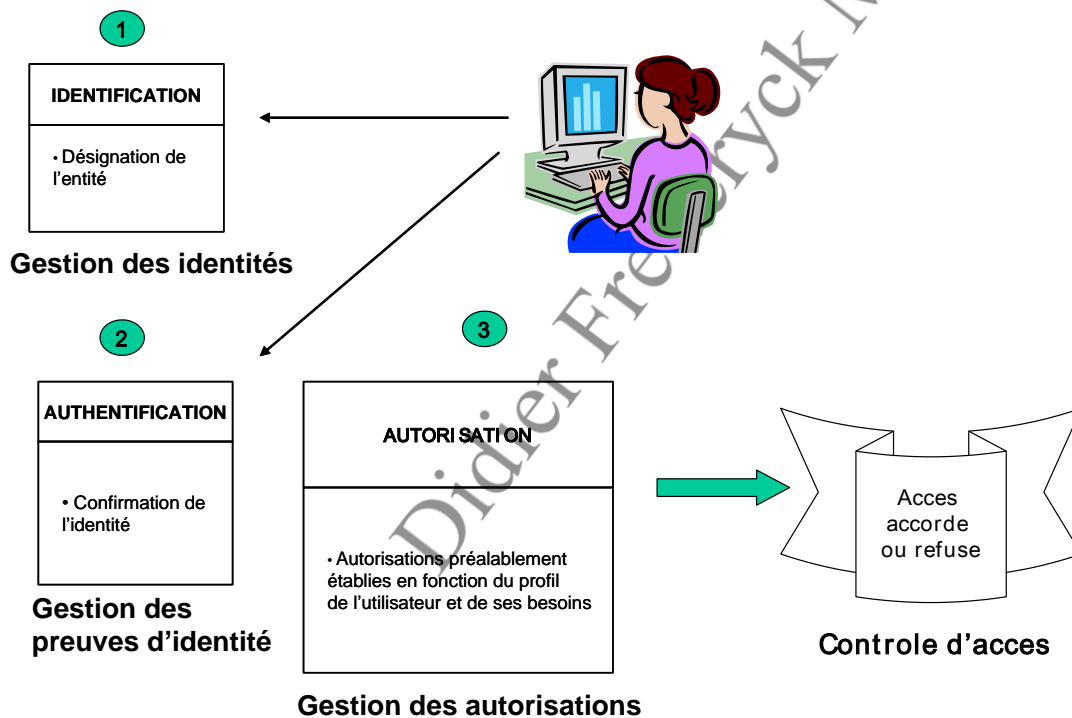 1
IDENTIFICATION
• Désignation de
l'entité
Gestion des identités
2
AUTHENTIFICATION
• Confirmation de
l'identité
Gestion des
preuves d'identité
3
AUTORISATION
• Autorisations préalablement
établies en fonction du profil
de l'utilisateur et de ses besoins
Gestion des autorisations
Acces
accorde
ou refuse
Controle d'acces
Didier